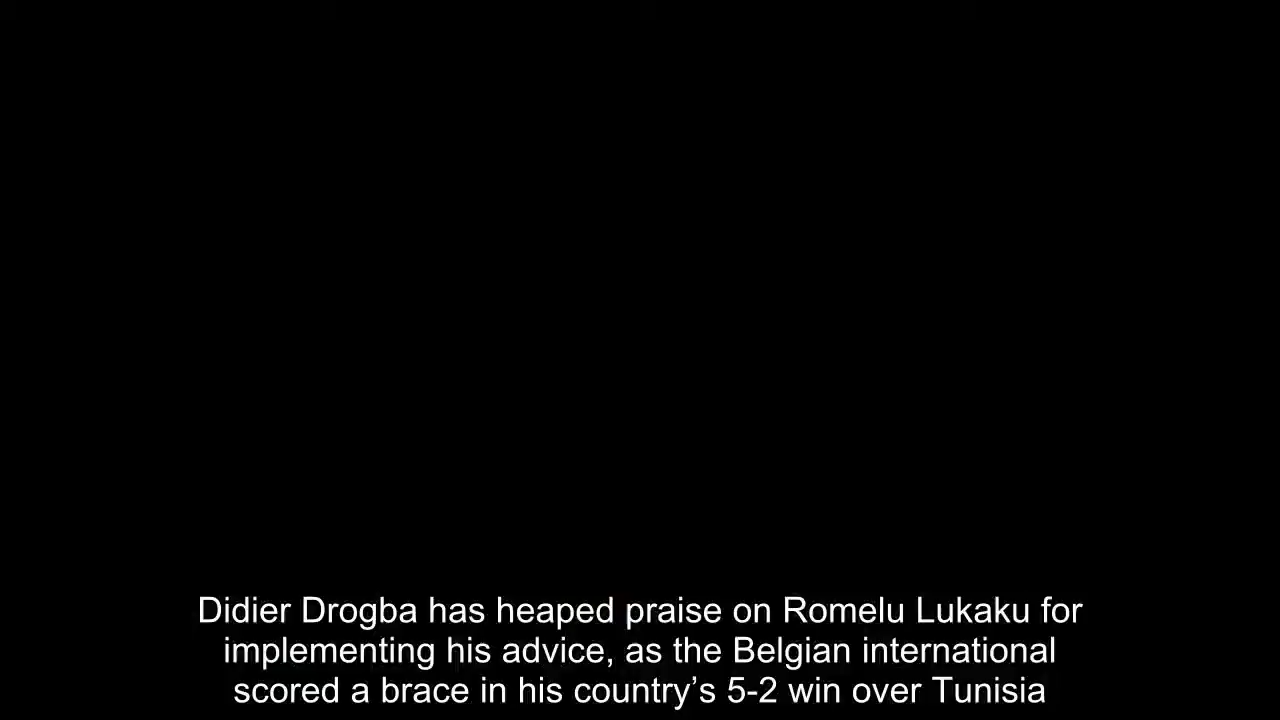 Didier Drogba has heaped praise on Romelu Lukaku for
implementing his advice, as the Belgian international
scored a brace in his country’s 5-2 win over Tunisia